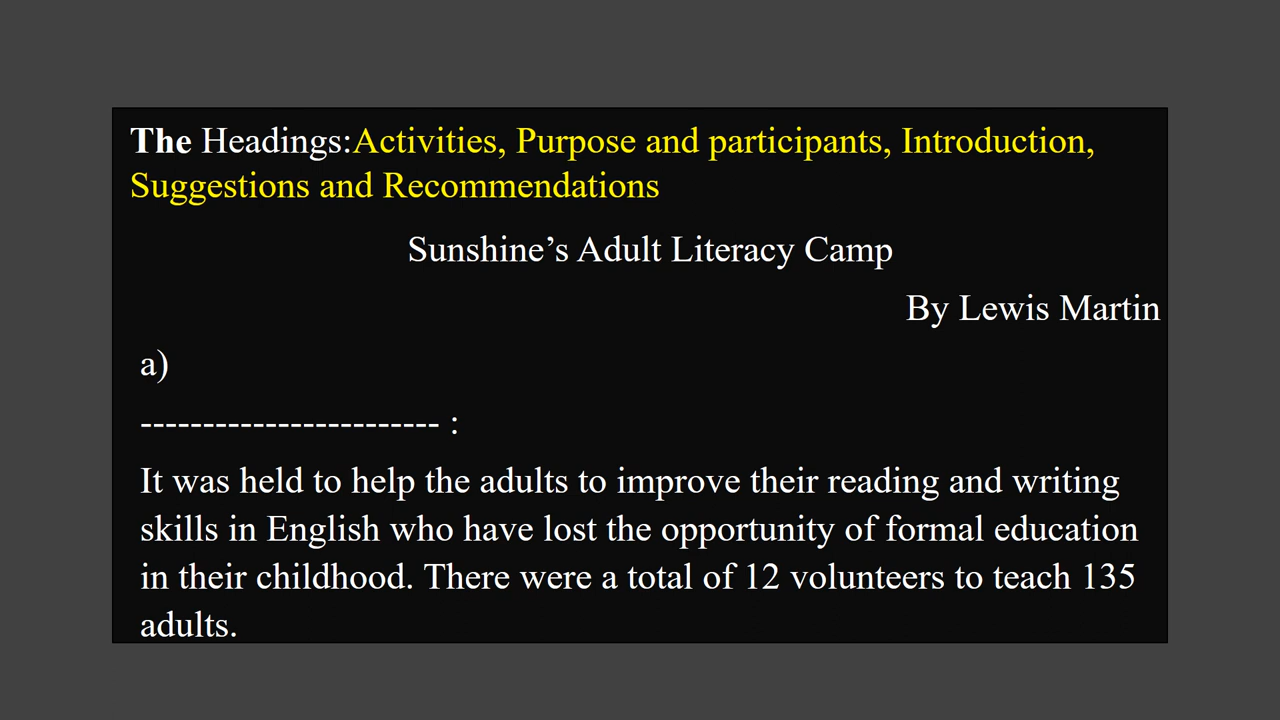 The Headings:Activities, Purpose and participants, Introduction,
Suggestions and Recommendations
Sunshine’s Adult Literacy Camp
By Lewis Martin
a)
------------------------ :
It was held to help the adults to improve their reading and writing
skills in English who have lost the opportunity of formal education
in their childhood. There were a total of 12 volunteers to teach 135
adults.